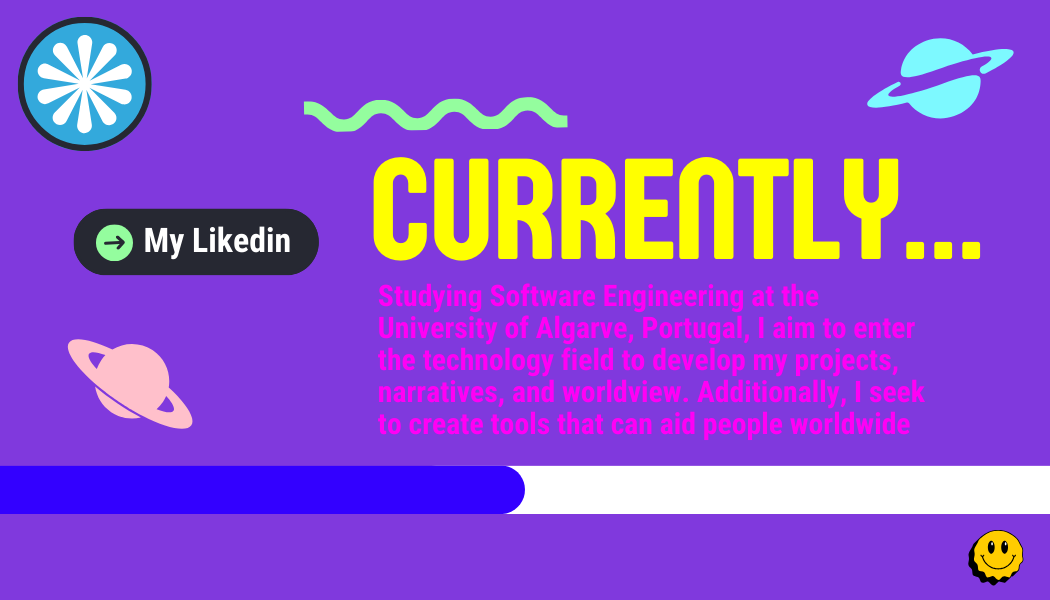 CURRENTLY...
My Likedin
Studying Software Engineering at the
University of Algarve, Portugal, I aim to enter
the technology field to develop my projects,
narratives, and worldview. Additionally, I seek
to create tools that can aid people worldwide